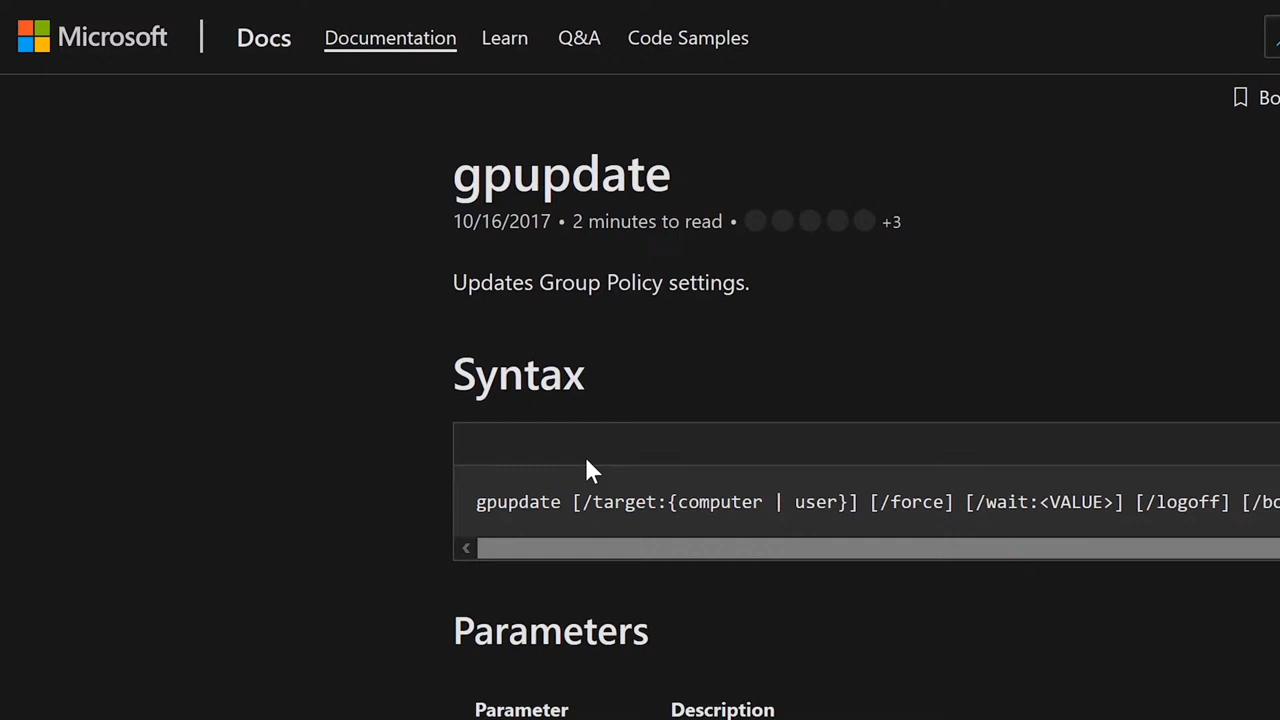 Microsoft | Docs Documentation Learn Q&A Code Samples
gpupdate
10/16/2017 • 2 minutes to read • +3
Updates Group Policy settings.
Syntax
gpupdate [/target:{computer | user}] [/force] [/wait:<VALUE>] [/logoff] [/bo
Parameters
Parameter Description